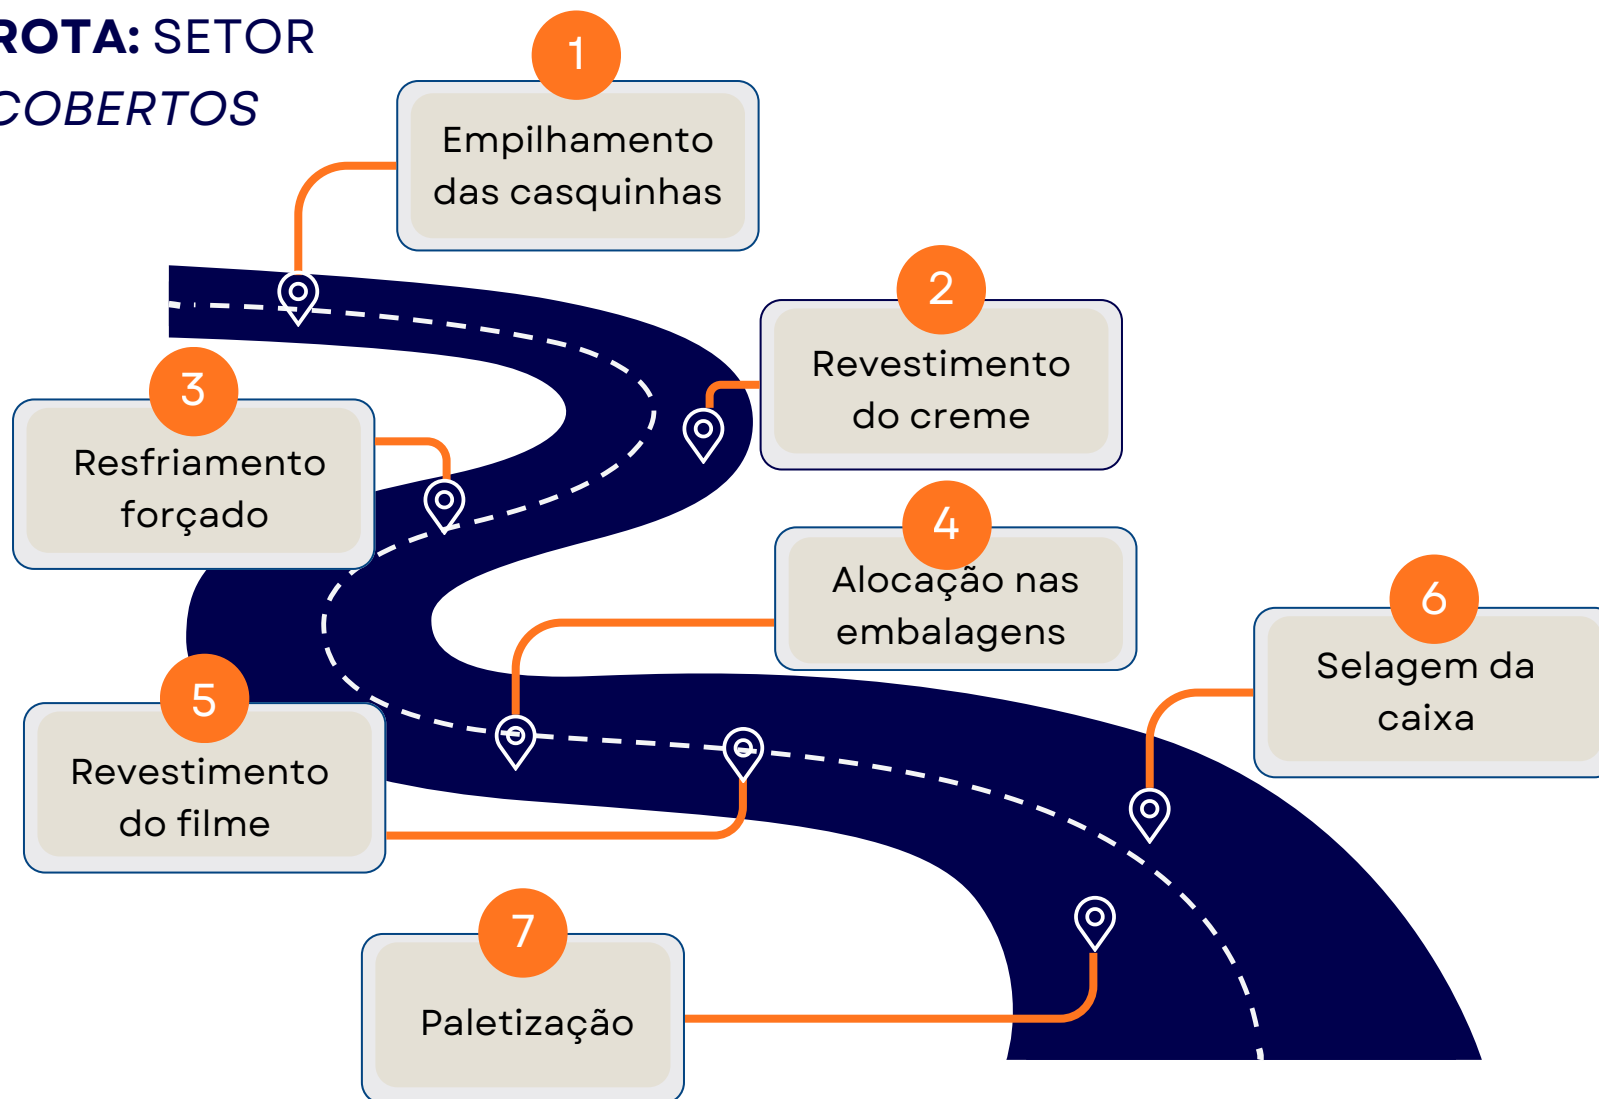 ROTA: SETOR
COBERTOS
1
Empilhamento
das casquinhas
2
Revestimento
do creme
3
Resfriamento
forçado
4
Alocação nas
embalagens
5
Revestimento
do filme
6
Selagem da
caixa
7
Paletização